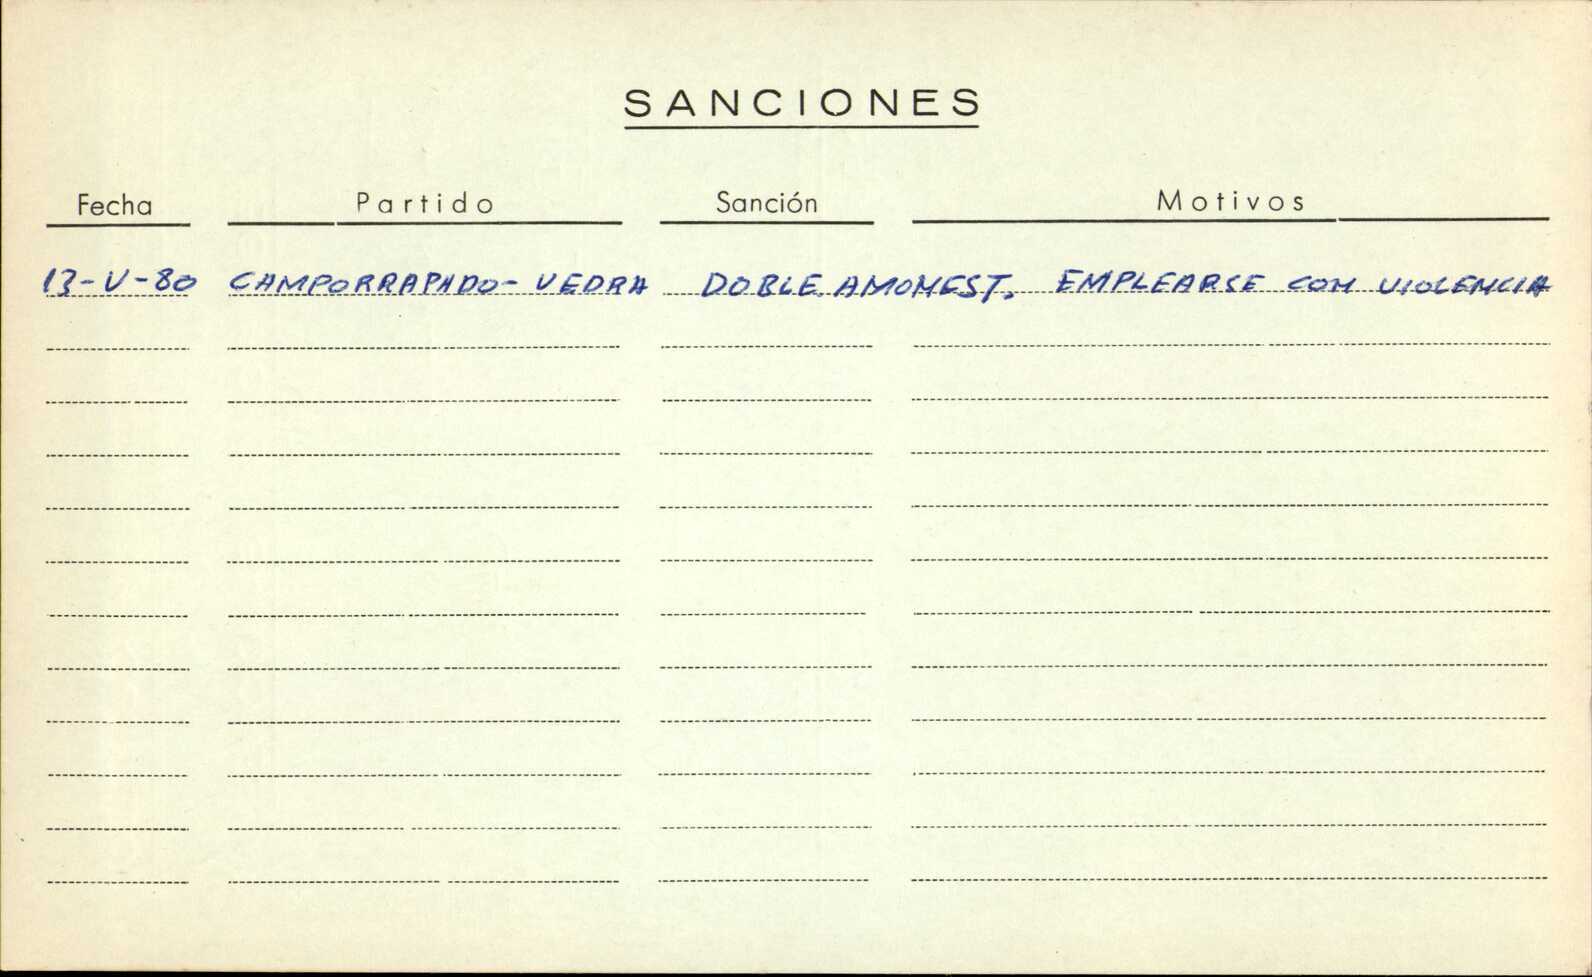 SANCIONES
Fecha Partido Sanción Motivos
13-V-80 CAMPORRAPADO-VEDRA DOBLE AMONEST. EMPLEARSE CON VIOLENCIA